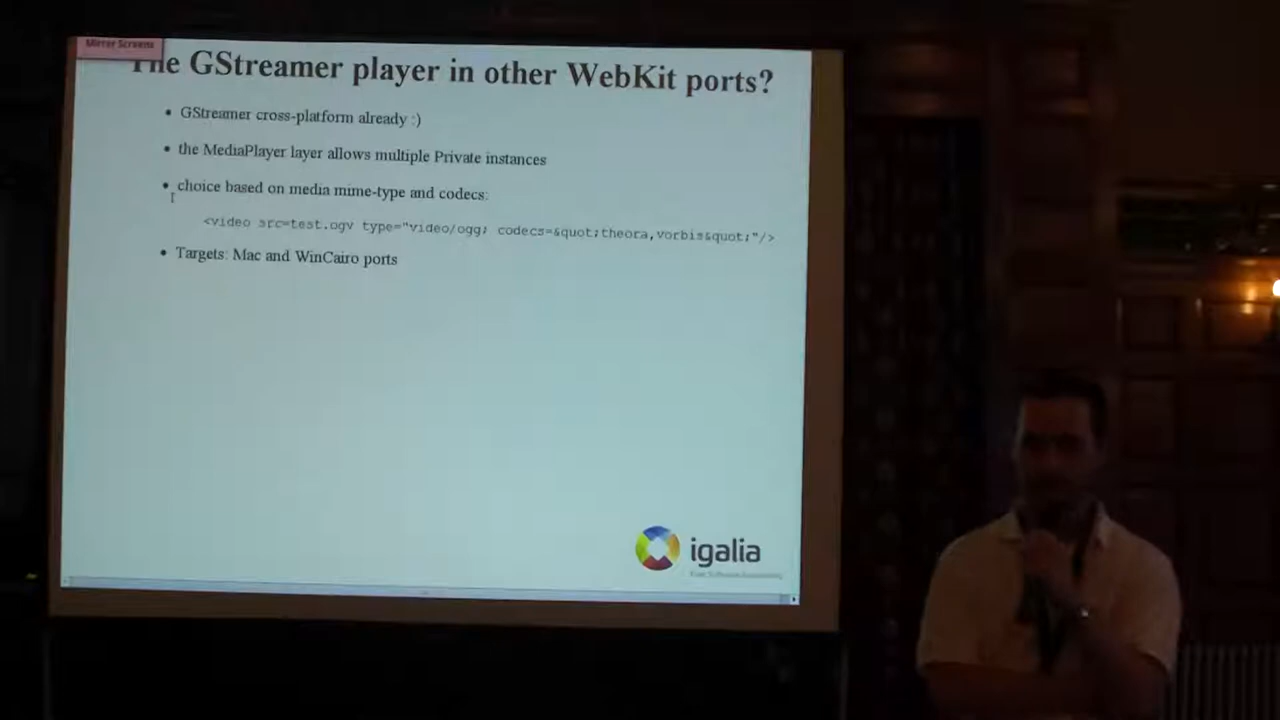 Mirror Screens
The GStreamer player in other WebKit ports?
• GStreamer cross-platform already :)
• the MediaPlayer layer allows multiple Private instances
• choice based on media mime-type and codecs:
<video src=test.ogv type="video/ogg; codecs=&quot;theora,vorbis&quot;"/>
• Targets: Mac and WinCairo ports
igalia